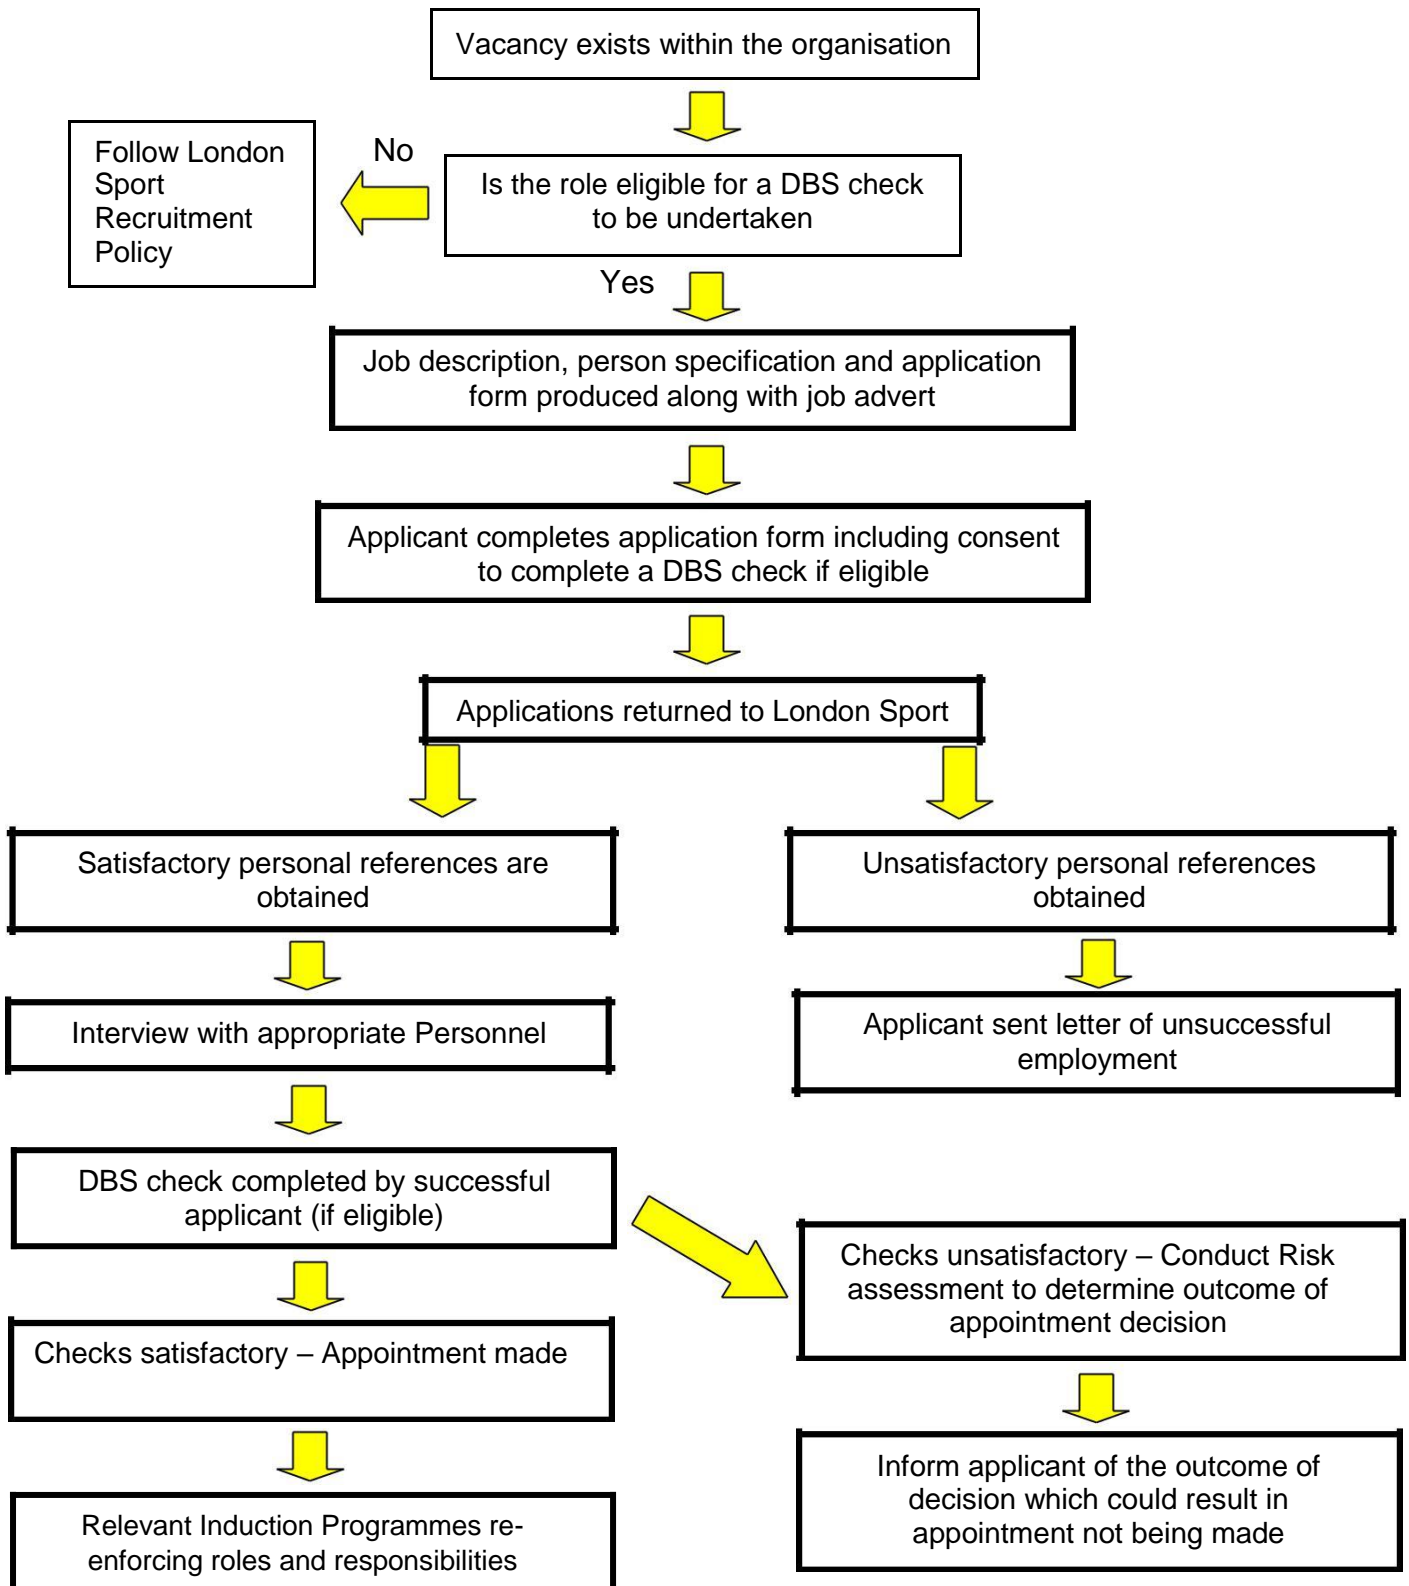 Vacancy exists within the organisation
Follow London
Sport
Recruitment
Policy
No
Is the role eligible for a DBS check
to be undertaken
Yes
Job description, person specification and application
form produced along with job advert
Applicant completes application form including consent
to complete a DBS check if eligible
Applications returned to London Sport
Satisfactory personal references are
obtained
Unsatisfactory personal references
obtained
Interview with appropriate Personnel
Applicant sent letter of unsuccessful
employment
DBS check completed by successful
applicant (if eligible)
Checks unsatisfactory – Conduct Risk
assessment to determine outcome of
appointment decision
Checks satisfactory – Appointment made
Inform applicant of the outcome of
decision which could result in
appointment not being made
Relevant Induction Programmes re-
enforcing roles and responsibilities